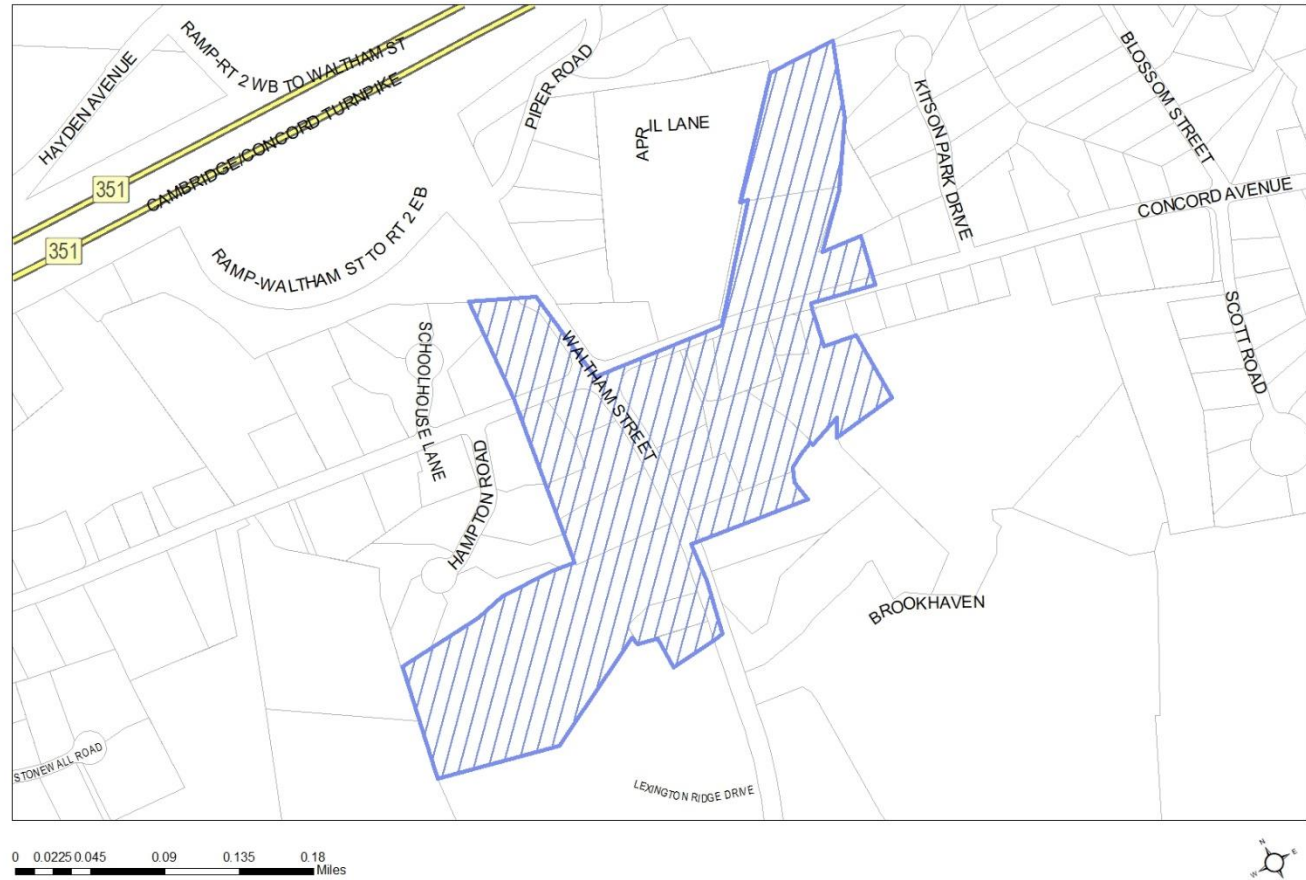 RAMP-RT 2 WB TO WALTHAM ST
HAYDEN AVENUE
CAMBRIDGE/CONCORD TURNPIKE
351
351
PIPER ROAD
APRIL LANE
KITSON PARK DRIVE
BLOSSOM STREET
CONCORD AVENUE
RAMP-WALTHAM ST TO RT 2 EB
SCHOOLHOUSE LANE
WALTHAM STREET
SCOTT ROAD
HAMPTON ROAD
BROOKHAVEN
STONEWALL ROAD
LEXINGTON RIDGE DRIVE
0 0.0225 0.045 0.09 0.135 0.18
Miles
N
E
W
S